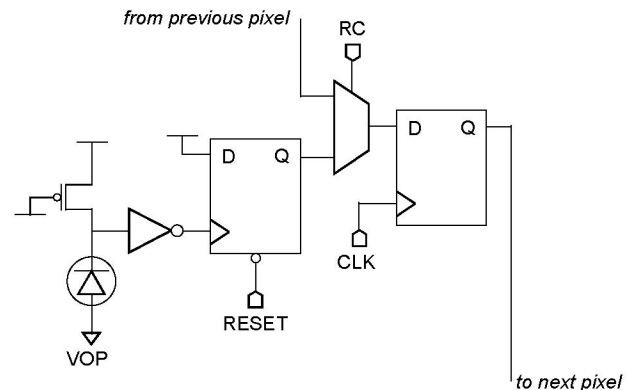 from previous pixel
RC
D Q
D Q
CLK
RESET
VOP
to next pixel